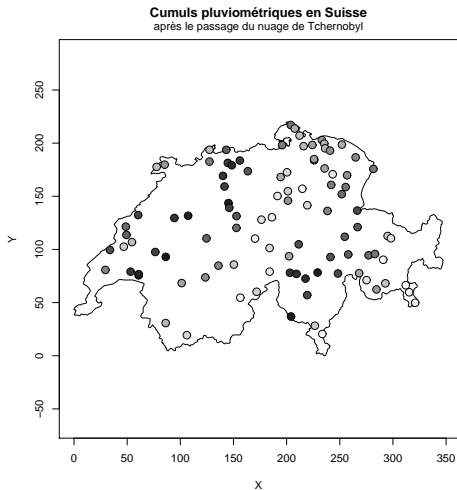 Cumuls pluviométriques en Suisse
après le passage du nuage de Tchernobyl
250
200
150
100
50
0
−50
Y
0 50 100 150 200 250 300 350
X